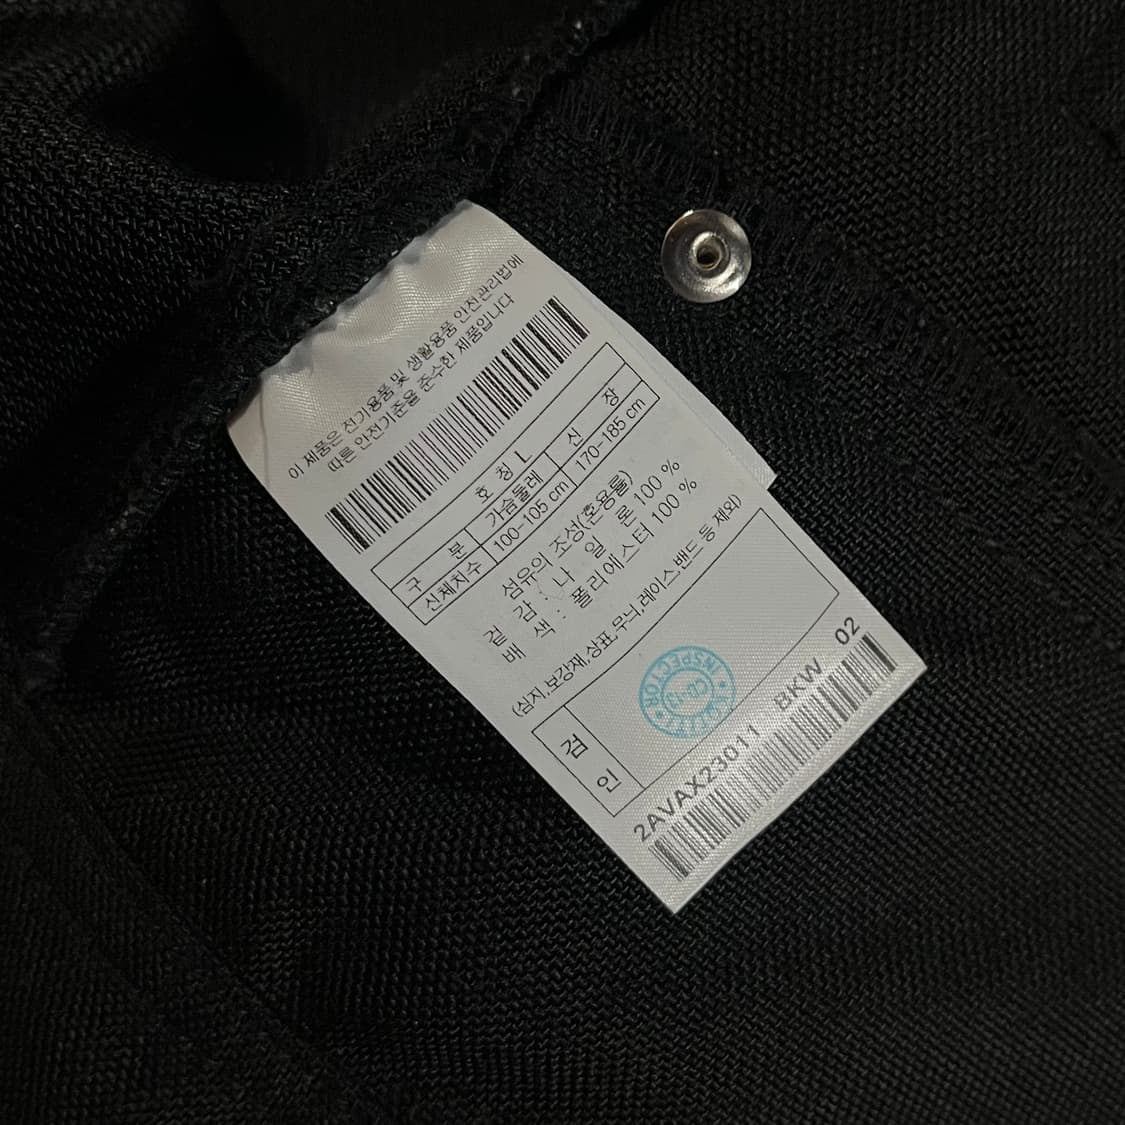 이 제품은 전기용품 및 생활용품 안전관리법에
따른 안전기준을 준수한 제품입니다
호 칭 L
구 분 가슴둘레 신 장
신체치수 100-105 cm 170-185 cm
섬유의 조성(혼용률)
겉 감 : 나 일 론 100 %
배 색 : 폴리에스터 100 %
(심지,보강재,상표,무늬,레이스,밴드 등 제외)
검
인
INSPECTOR
2AVAX23011 BKW 02